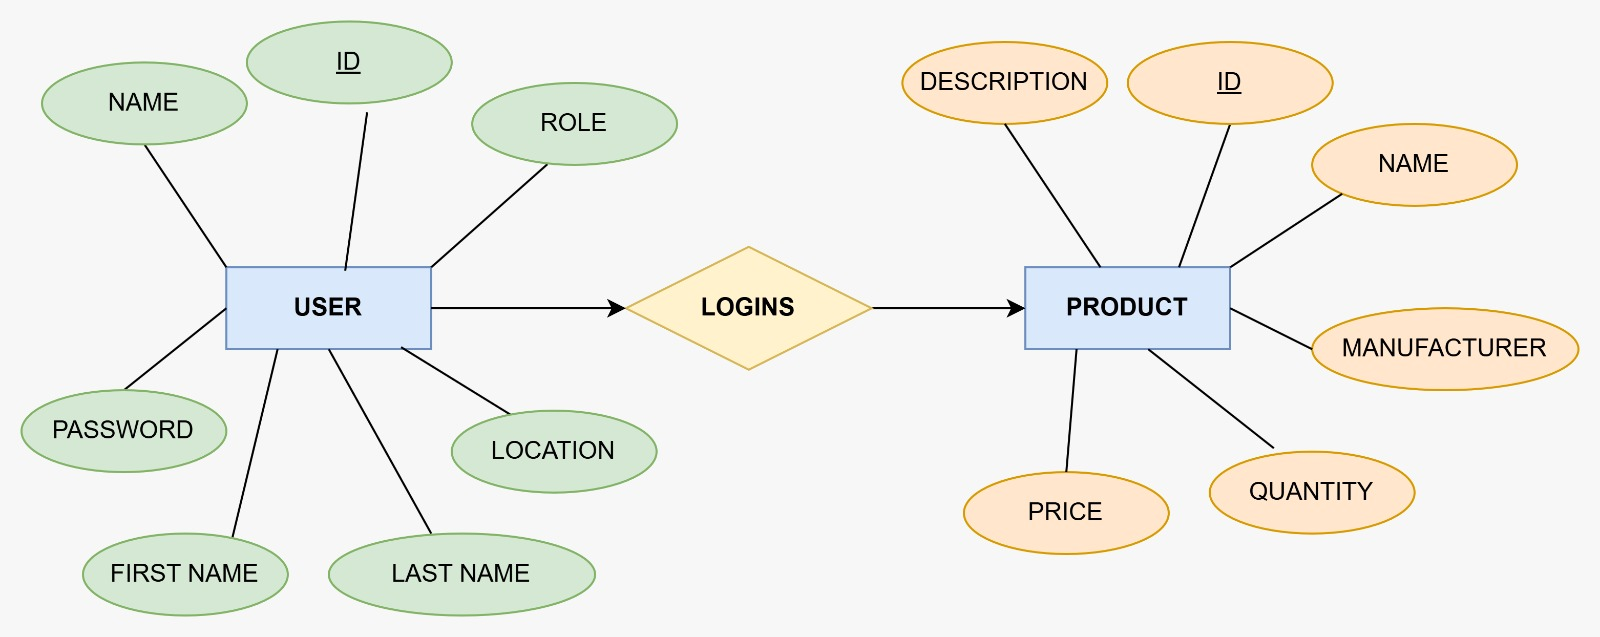 ID
NAME
ROLE
DESCRIPTION
ID
NAME
USER
LOGINS
PRODUCT
MANUFACTURER
PASSWORD
LOCATION
QUANTITY
PRICE
FIRST NAME
LAST NAME